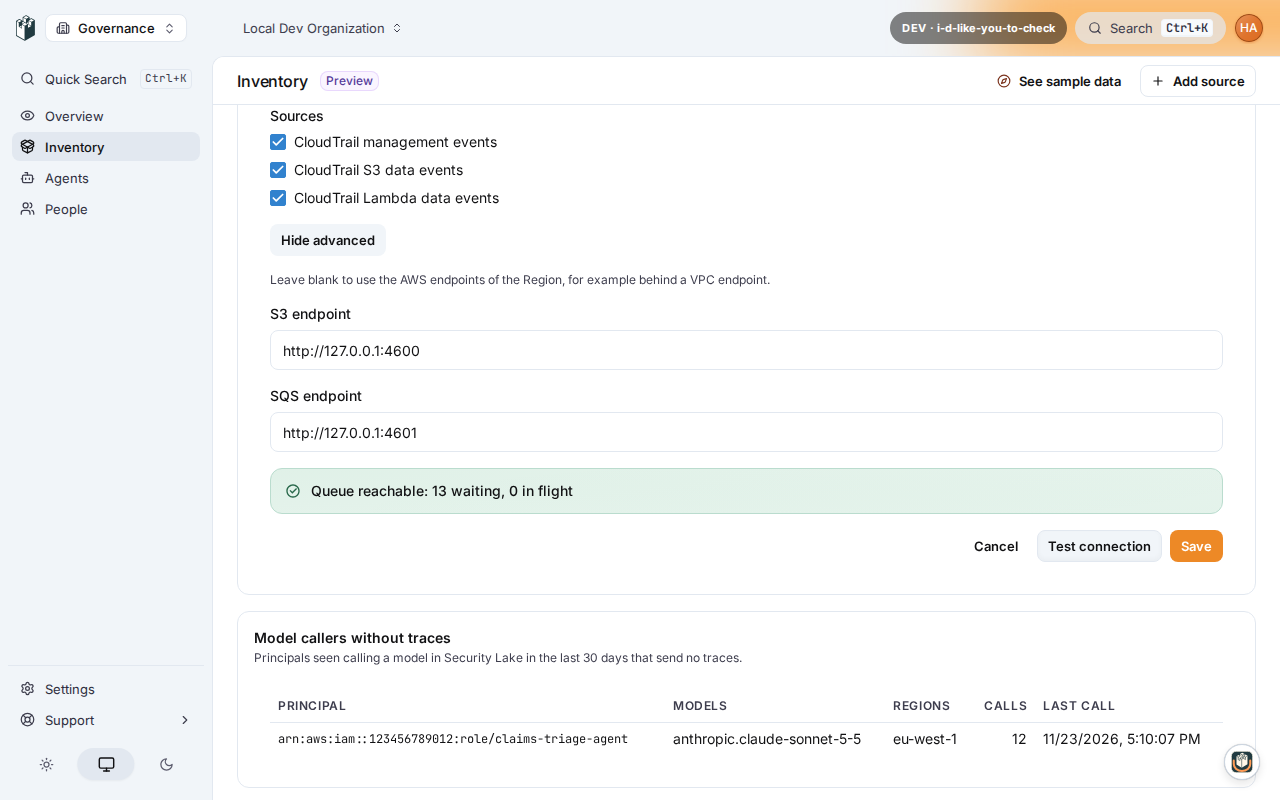 Governance
Local Dev Organization
DEV · i-d-like-you-to-check
Search Ctrl+K
HA
Quick Search Ctrl+K
Overview
Inventory
Agents
People
Settings
Support
Inventory Preview
See sample data
Add source
Sources
CloudTrail management events
CloudTrail S3 data events
CloudTrail Lambda data events
Hide advanced
Leave blank to use the AWS endpoints of the Region, for example behind a VPC endpoint.
S3 endpoint
http://127.0.0.1:4600
SQS endpoint
http://127.0.0.1:4601
Queue reachable: 13 waiting, 0 in flight
Cancel Test connection Save
Model callers without traces
Principals seen calling a model in Security Lake in the last 30 days that send no traces.
PRINCIPAL MODELS REGIONS CALLS LAST CALL
arn:aws:iam::123456789012:role/claims-triage-agent anthropic.claude-sonnet-5-5 eu-west-1 12 11/23/2026, 5:10:07 PM